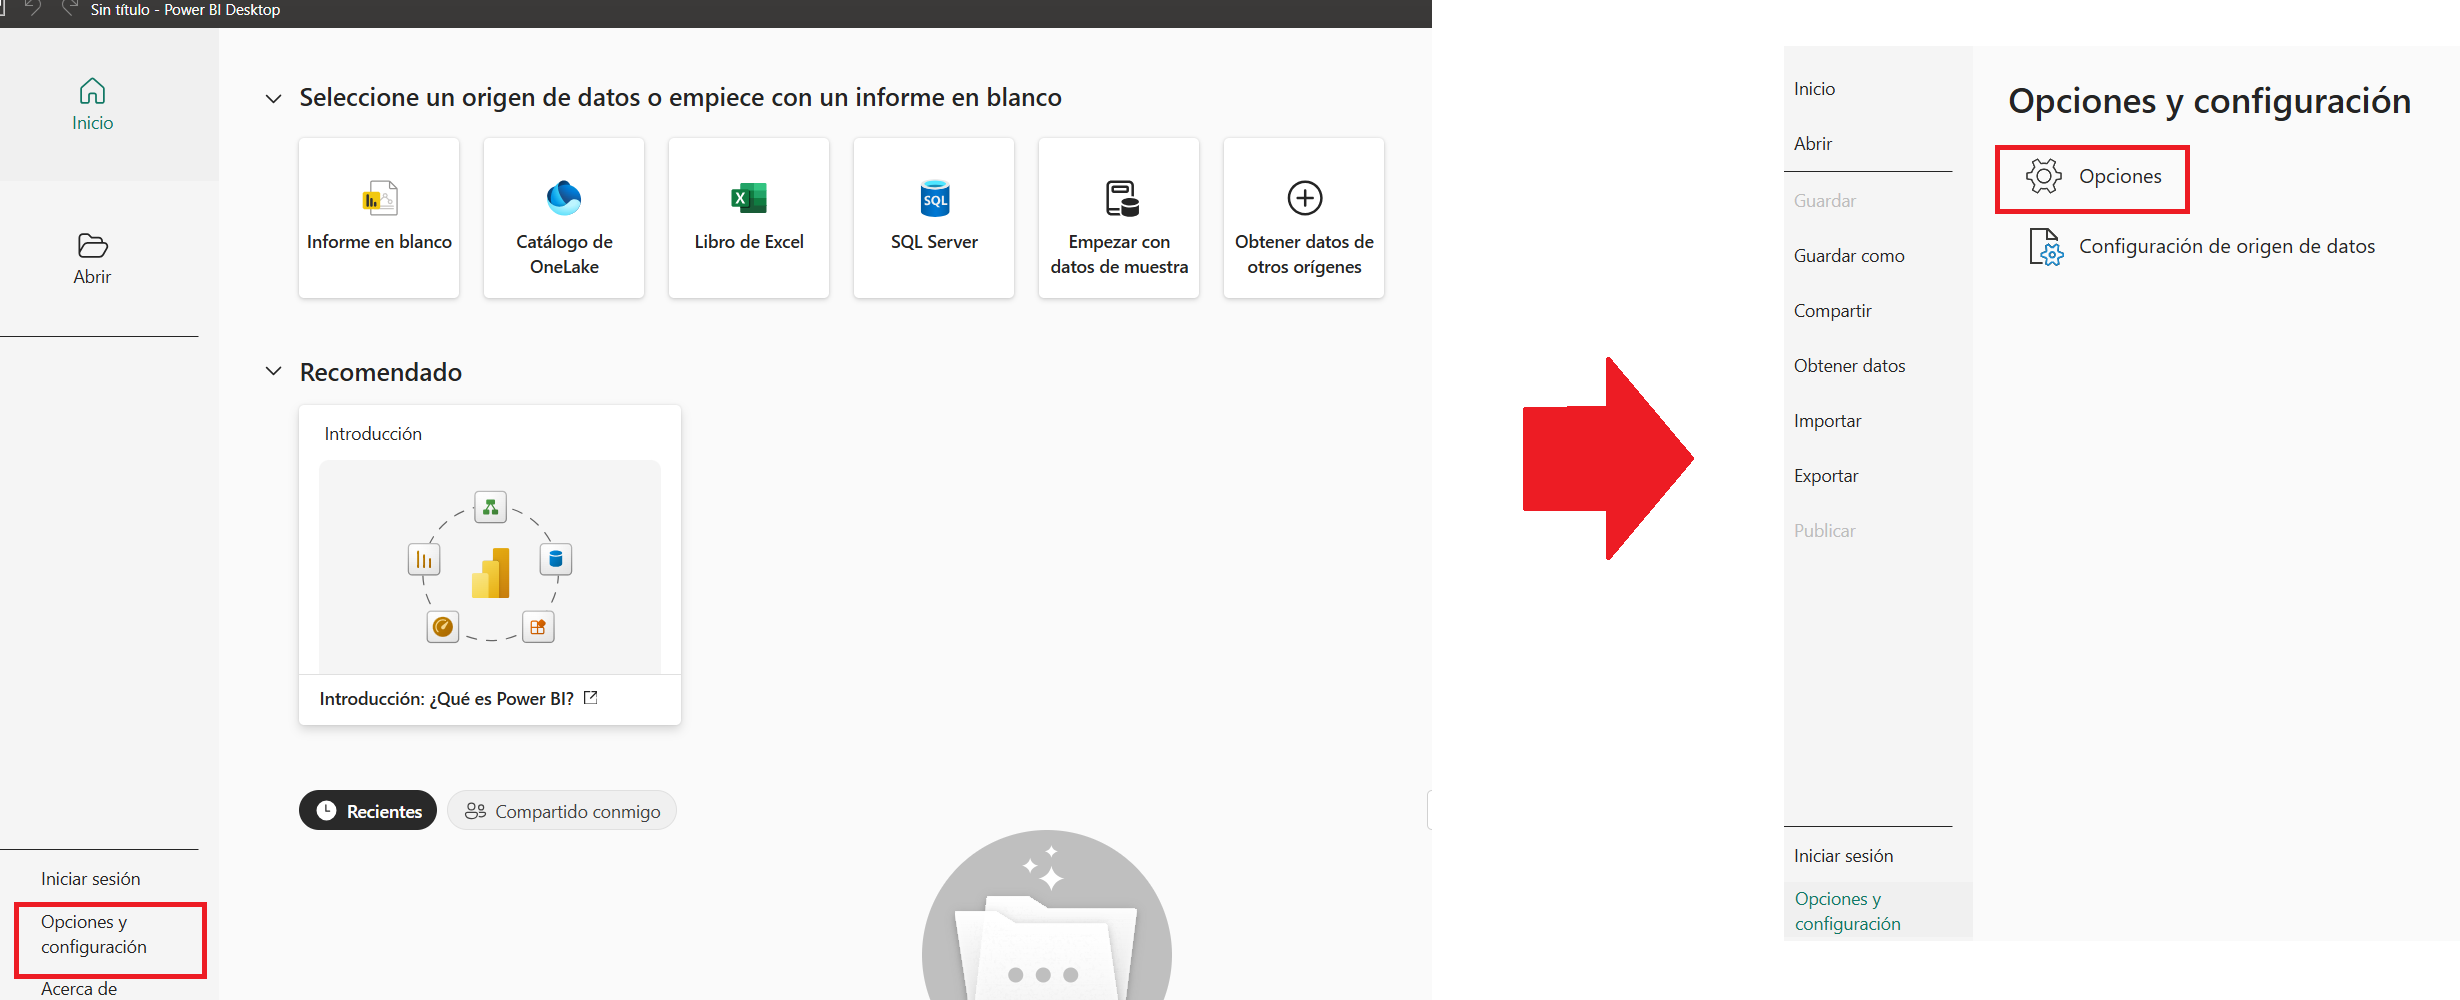 Sin título - Power BI Desktop
Inicio
Abrir
Seleccione un origen de datos o empiece con un informe en blanco
Informe en blanco
Catálogo de
OneLake
Libro de Excel
SQL
SQL Server
Empezar con
datos de muestra
Obtener datos de
otros orígenes
Recomendado
Introducción
Introducción: ¿Qué es Power BI?
Recientes
Compartido conmigo
Iniciar sesión
Opciones y
configuración
Acerca de
Inicio
Abrir
Guardar
Guardar como
Compartir
Obtener datos
Importar
Exportar
Publicar
Iniciar sesión
Opciones y
configuración
Opciones y configuración
Opciones
Configuración de origen de datos